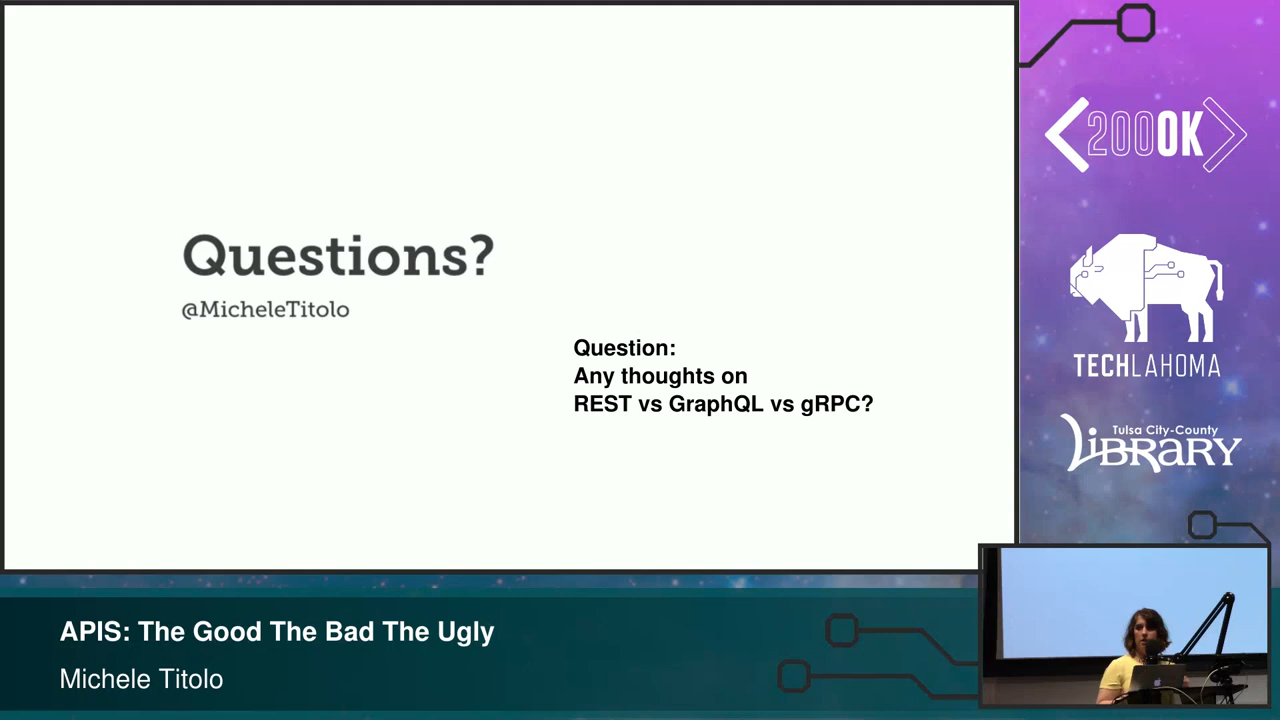 Questions?
@MicheleTitolo
Question:
Any thoughts on
REST vs GraphQL vs gRPC?
200OK
TECHLAHOMA
Tulsa City-County
LiBRARY
APIS: The Good The Bad The Ugly
Michele Titolo